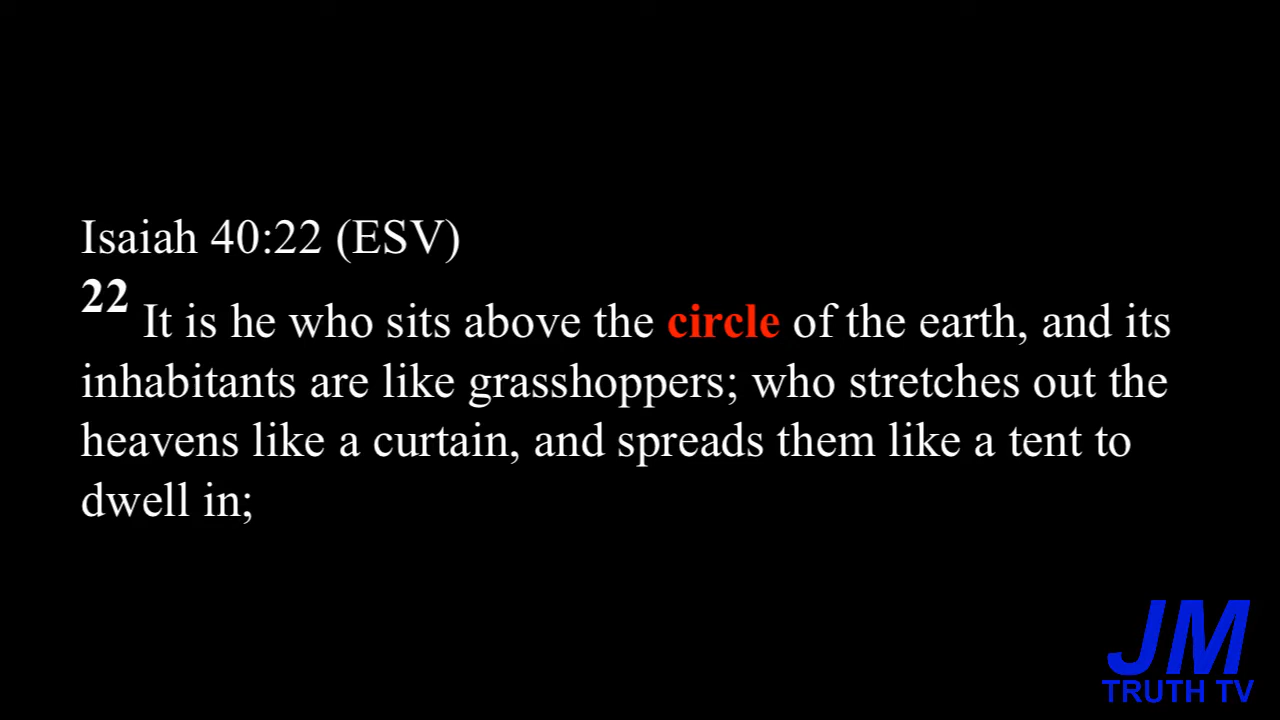 Isaiah 40:22 (ESV)
22 It is he who sits above the circle of the earth, and its
inhabitants are like grasshoppers; who stretches out the
heavens like a curtain, and spreads them like a tent to
dwell in;
JM
TRUTH TV